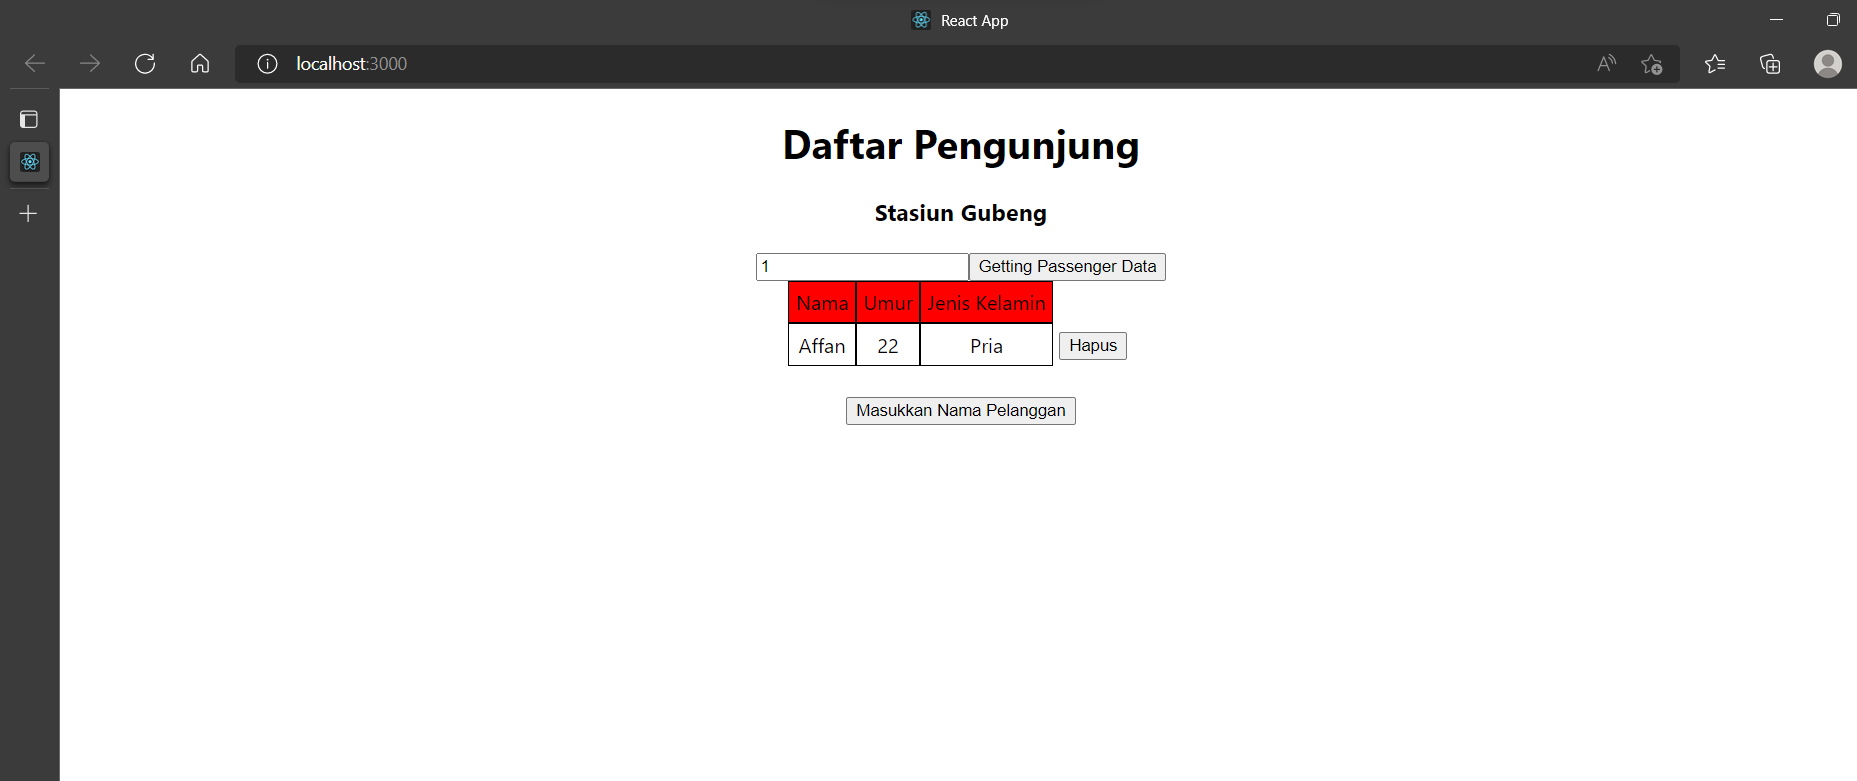 React App
localhost:3000
Daftar Pengunjung
Stasiun Gubeng
1 Getting Passenger Data
Nama Umur Jenis Kelamin
Affan 22 Pria Hapus
Masukkan Nama Pelanggan